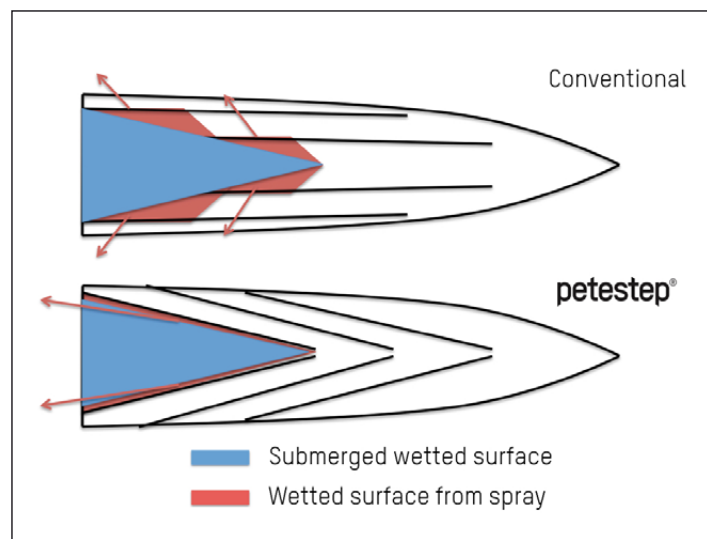 Conventional
petestep®
Submerged wetted surface
Wetted surface from spray